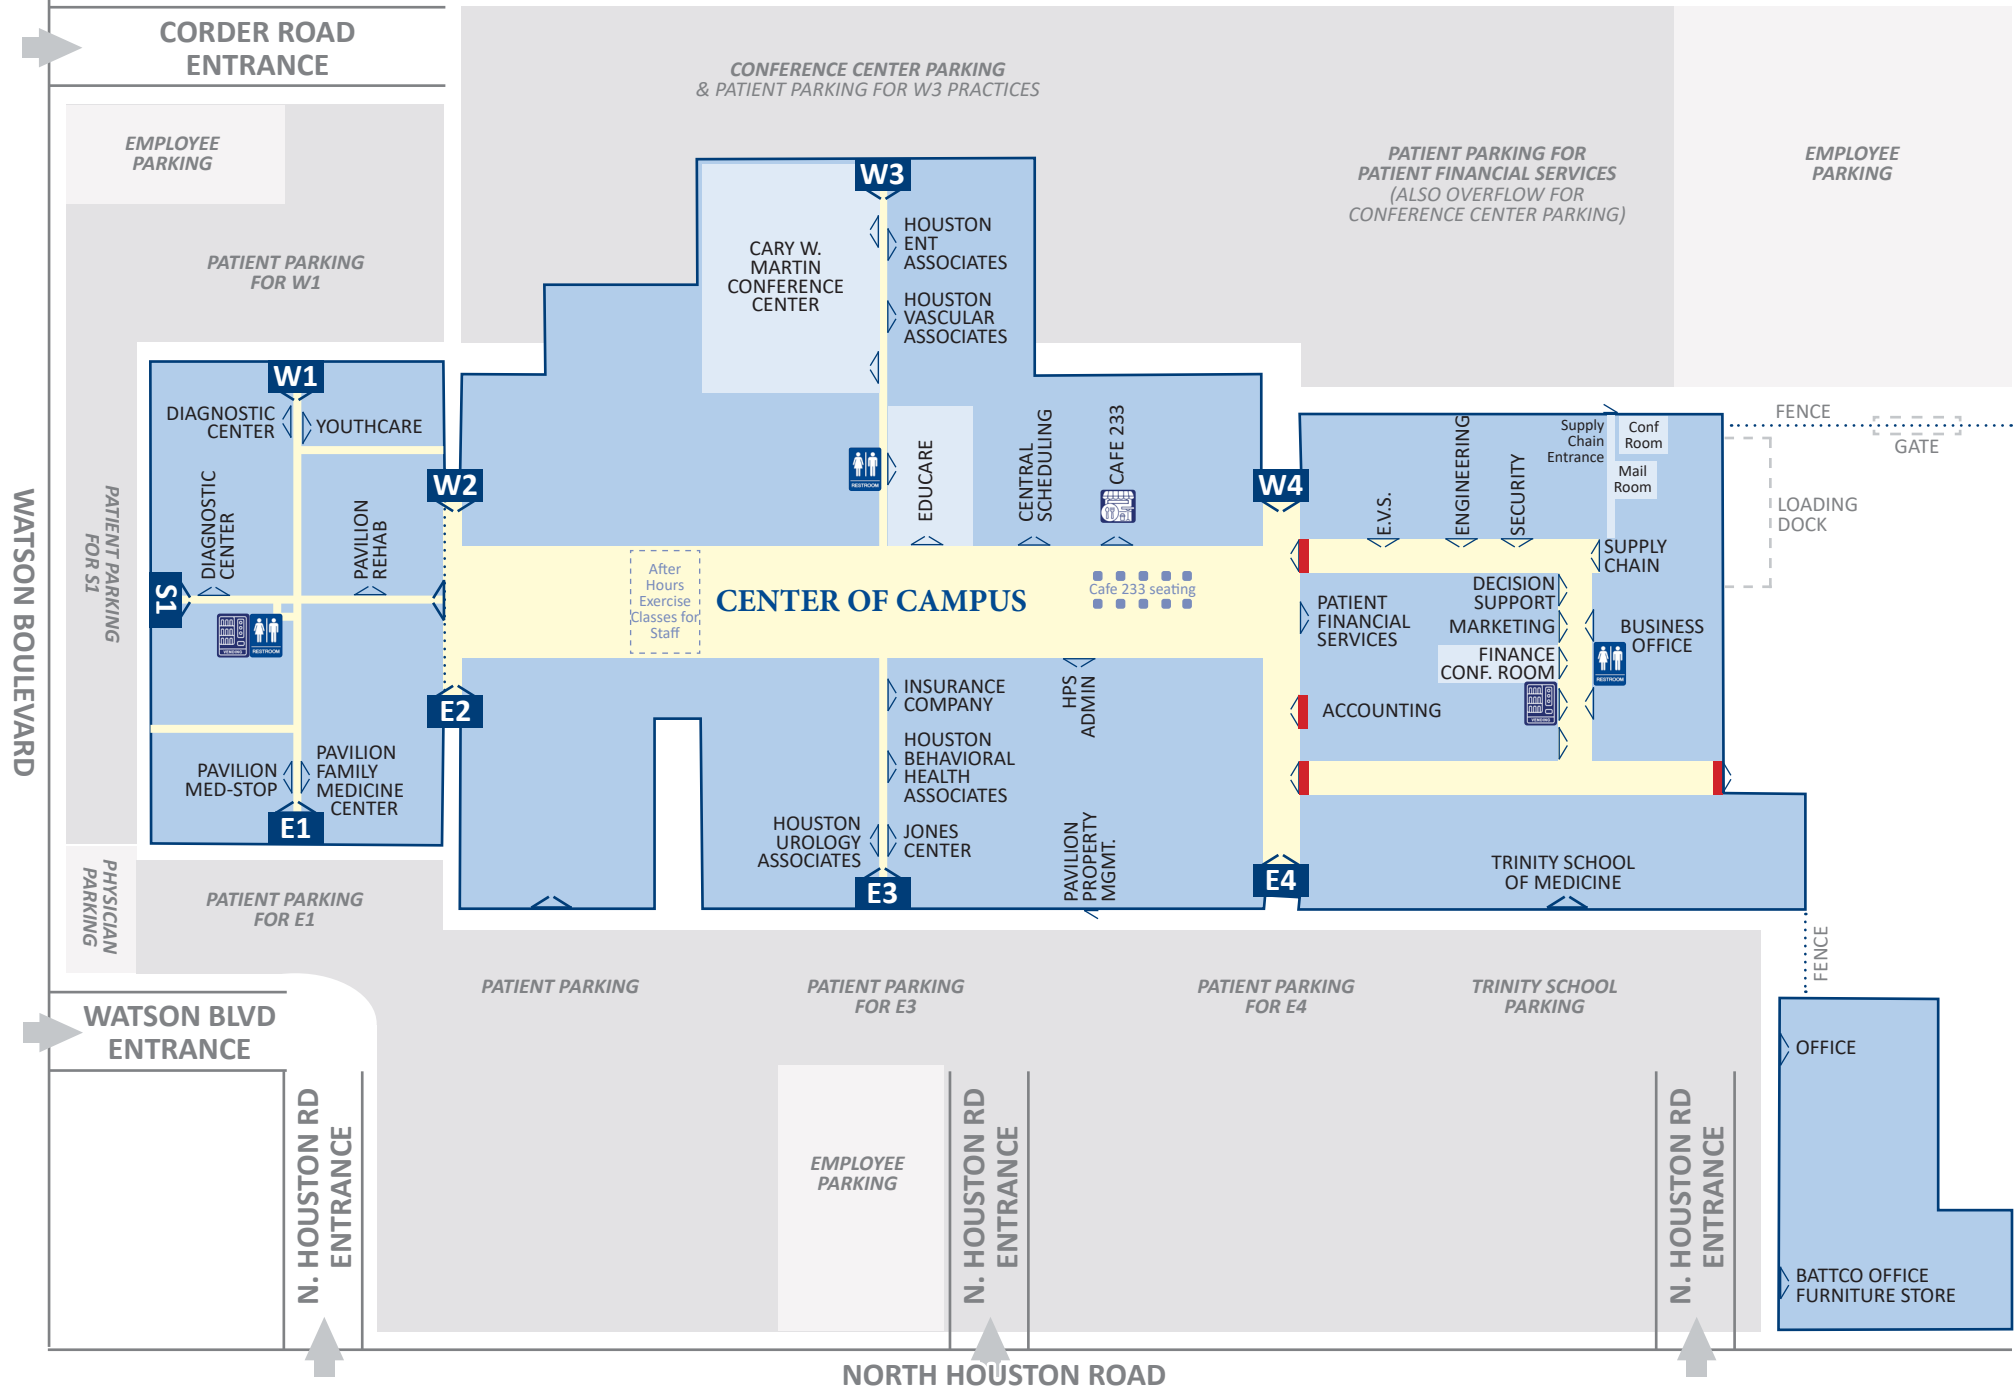 CORDER ROAD
ENTRANCE
CONFERENCE CENTER PARKING
& PATIENT PARKING FOR W3 PRACTICES
EMPLOYEE
PARKING
PATIENT PARKING FOR
PATIENT FINANCIAL SERVICES
(ALSO OVERFLOW FOR
CONFERENCE CENTER PARKING)
EMPLOYEE
PARKING
PATIENT PARKING
FOR W1
W3
CARY W.
MARTIN
CONFERENCE
CENTER
HOUSTON
ENT
ASSOCIATES
HOUSTON
VASCULAR
ASSOCIATES
W1
DIAGNOSTIC
CENTER
YOUTHCARE
W2
RESTROOM
EDUCARE
CENTRAL
SCHEDULING
CAFE 233
W4
E.V.S.
ENGINEERING
SECURITY
Supply
Chain
Entrance
Conf
Room
Mail
Room
FENCE
GATE
LOADING
DOCK
WATSON BOULEVARD
PATIENT PARKING
FOR S1
DIAGNOSTIC
CENTER
PAVILION
REHAB
S1
VENDING
RESTROOM
After
Hours
Exercise
Classes for
Staff
CENTER OF CAMPUS
Cafe 233 seating
SUPPLY
CHAIN
PATIENT
FINANCIAL
SERVICES
DECISION
SUPPORT
MARKETING
FINANCE
CONF. ROOM
BUSINESS
OFFICE
RESTROOM
VENDING
ACCOUNTING
E2
INSURANCE
COMPANY
HPS
ADMIN
HOUSTON
BEHAVIORAL
HEALTH
ASSOCIATES
PAVILION
MED-STOP
PAVILION
FAMILY
MEDICINE
CENTER
E1
HOUSTON
UROLOGY
ASSOCIATES
JONES
CENTER
E3
PAVILION
PROPERTY
MGMT.
E4
TRINITY SCHOOL
OF MEDICINE
PHYSICIAN
PARKING
PATIENT PARKING
FOR E1
FENCE
PATIENT PARKING
PATIENT PARKING
FOR E3
PATIENT PARKING
FOR E4
TRINITY SCHOOL
PARKING
WATSON BLVD
ENTRANCE
OFFICE
N. HOUSTON RD
ENTRANCE
EMPLOYEE
PARKING
N. HOUSTON RD
ENTRANCE
N. HOUSTON RD
ENTRANCE
BATTCO OFFICE
FURNITURE STORE
NORTH HOUSTON ROAD